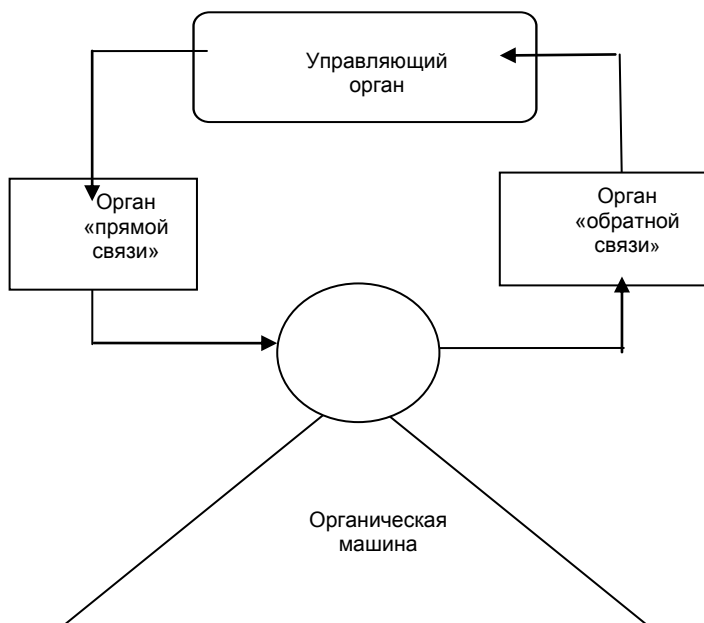 Управляющий
орган
Орган
«прямой
связи»
Орган
«обратной
связи»
Органическая
машина